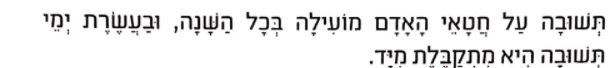 תְּשׁוּבָה עַל חֲטָאֵי הָאָדָם מוֹעִילָה בְּכָל הַשָּׁנָה, וּבַעֲשֶׂרֶת יְמֵי
תְּשׁוּבָה הִיא מִתְקַבֶּלֶת מִיָּד.